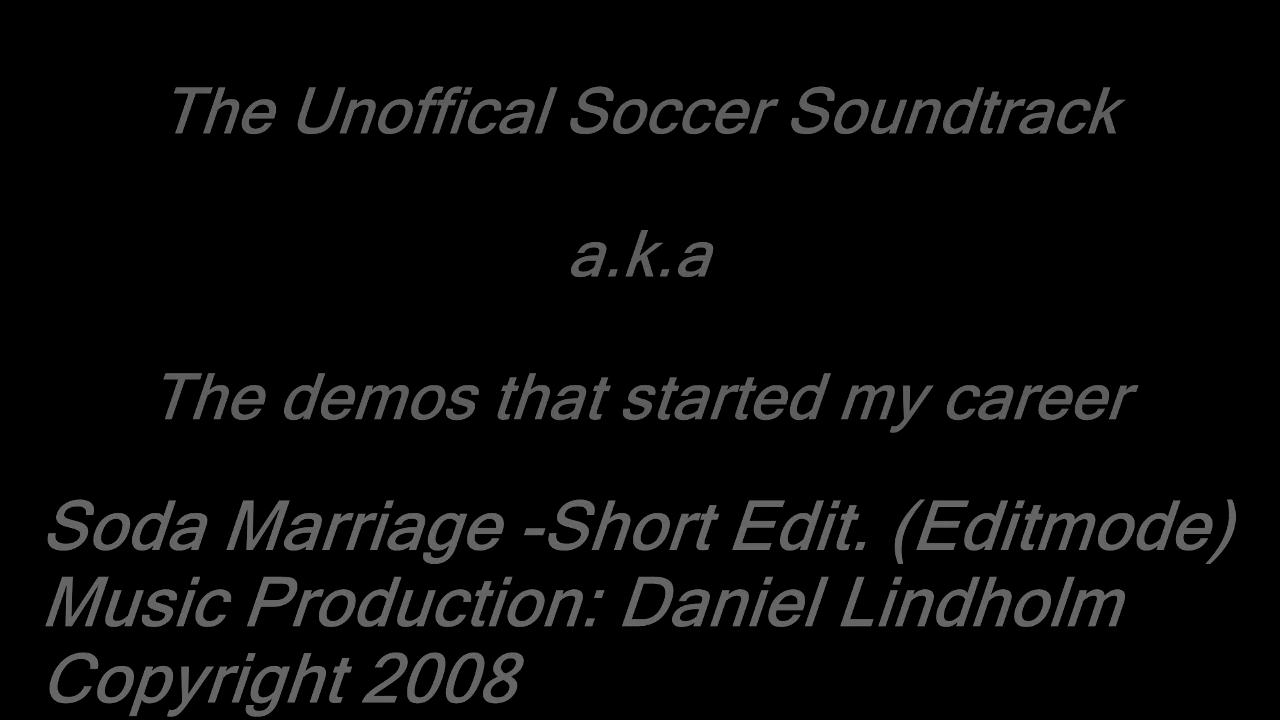 The Unoffical Soccer Soundtrack
a.k.a
The demos that started my career
Soda Marriage -Short Edit. (Editmode)
Music Production: Daniel Lindholm
Copyright 2008